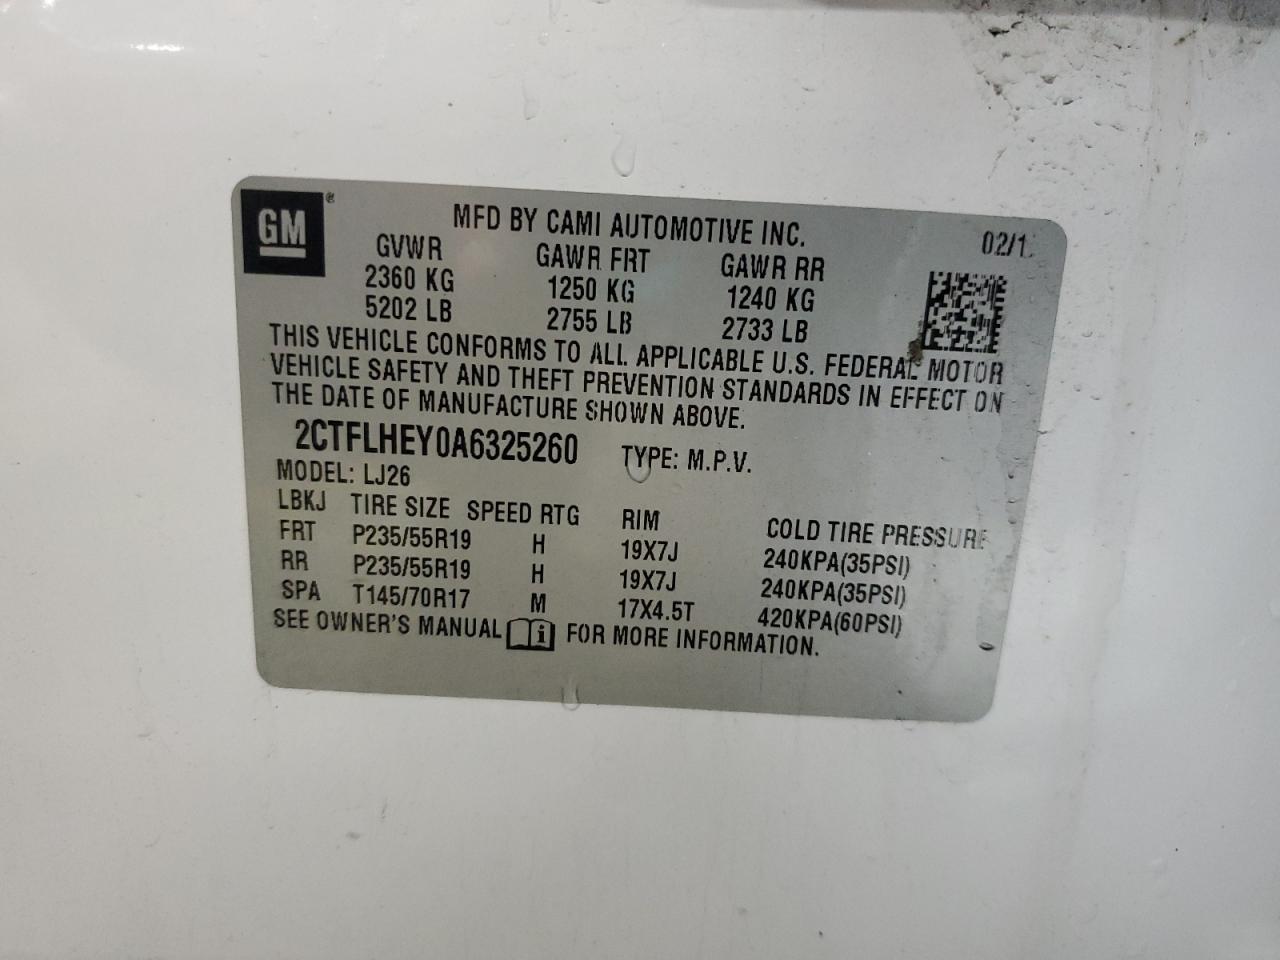 GM ®
MFD BY CAMI AUTOMOTIVE INC.
GVWR GAWR FRT GAWR RR
2360 KG 1250 KG 1240 KG
5202 LB 2755 LB 2733 LB
THIS VEHICLE CONFORMS TO ALL APPLICABLE U.S. FEDERAL MOTOR
VEHICLE SAFETY AND THEFT PREVENTION STANDARDS IN EFFECT ON
THE DATE OF MANUFACTURE SHOWN ABOVE.
2CTFLHEY0A6325260 TYPE: M.P.V.
MODEL: LJ26
LBKJ TIRE SIZE SPEED RTG RIM COLD TIRE PRESSURE
FRT P235/55R19 H 19X7J 240KPA(35PSI)
RR P235/55R19 H 19X7J 240KPA(35PSI)
SPA T145/70R17 M 17X4.5T 420KPA(60PSI)
SEE OWNER'S MANUAL i FOR MORE INFORMATION.